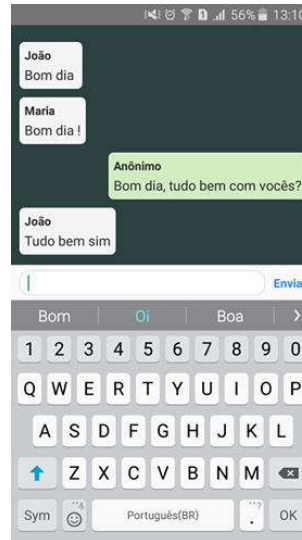 56% 13:10
João
Bom dia
Maria
Bom dia !
Anônimo
Bom dia, tudo bem com vocês?
João
Tudo bem sim
Envia
Bom Oi Boa
1 2 3 4 5 6 7 8 9 0
Q W E R T Y U I O P
A S D F G H J K L
Z X C V B N M
Sym Português(BR) . OK